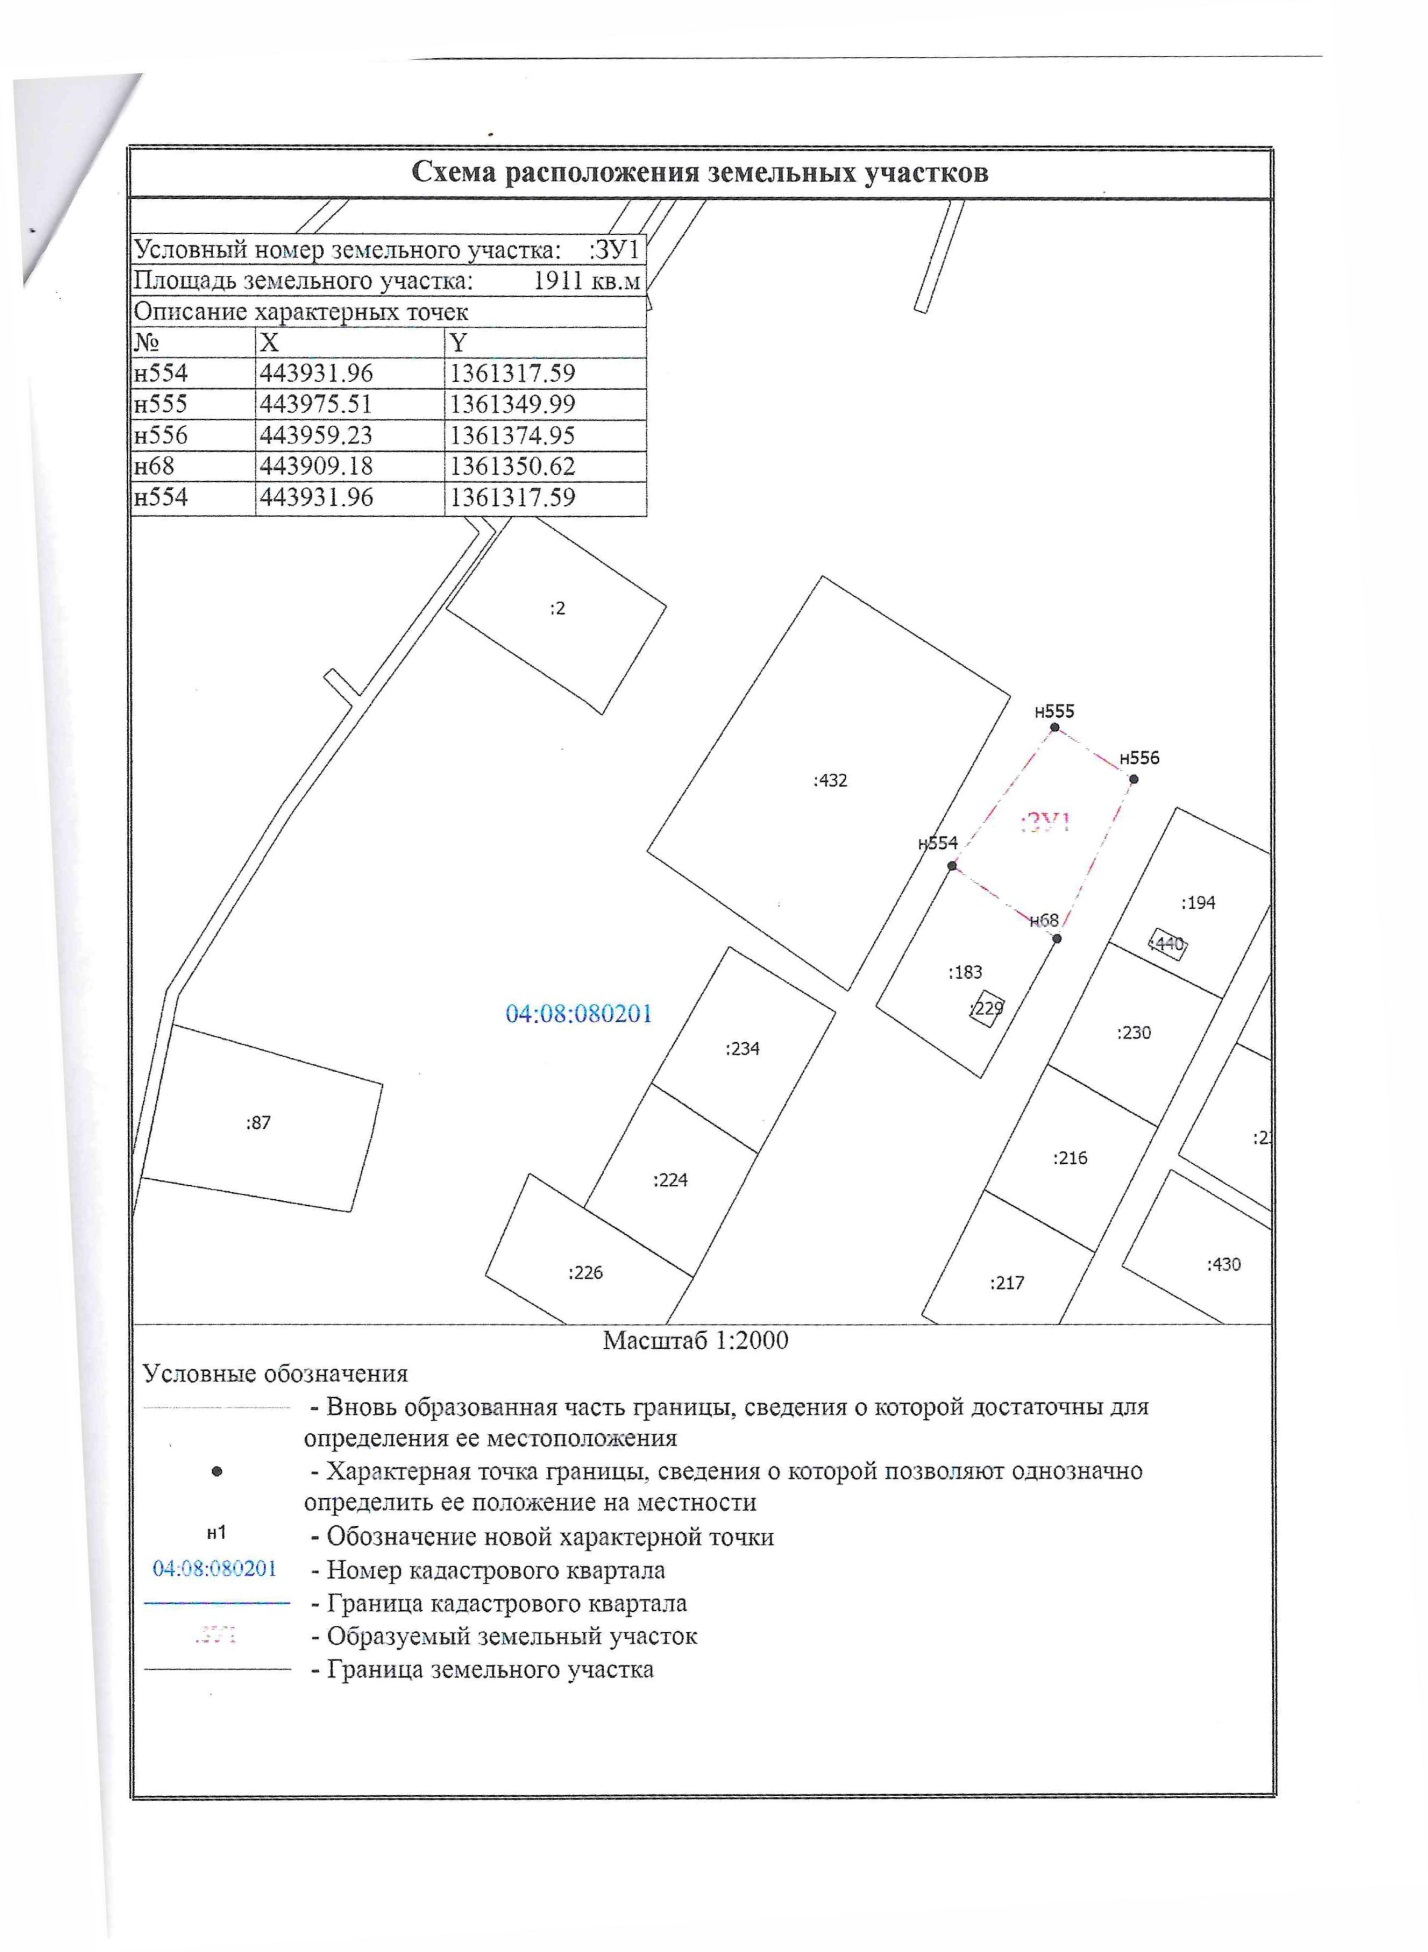 Схема расположения земельных участков
Условный номер земельного участка: :ЗУ1
Площадь земельного участка: 1911 кв.м
Описание характерных точек
№ X Y
н554 443931.96 1361317.59
н555 443975.51 1361349.99
н556 443959.23 1361374.95
н68 443909.18 1361350.62
н554 443931.96 1361317.59
:2
н555
н556
:432
:ЗУ1
н554
:194
н68
:440
:183
:229
04:08:080201
:230
:234
:87
:216
:224
:226
:430
:217
Масштаб 1:2000
Условные обозначения
- Вновь образованная часть границы, сведения о которой достаточны для
определения ее местоположения
- Характерная точка границы, сведения о которой позволяют однозначно
определить ее положение на местности
н1 - Обозначение новой характерной точки
04:08:080201 - Номер кадастрового квартала
- Граница кадастрового квартала
:ЗУ1 - Образуемый земельный участок
- Граница земельного участка